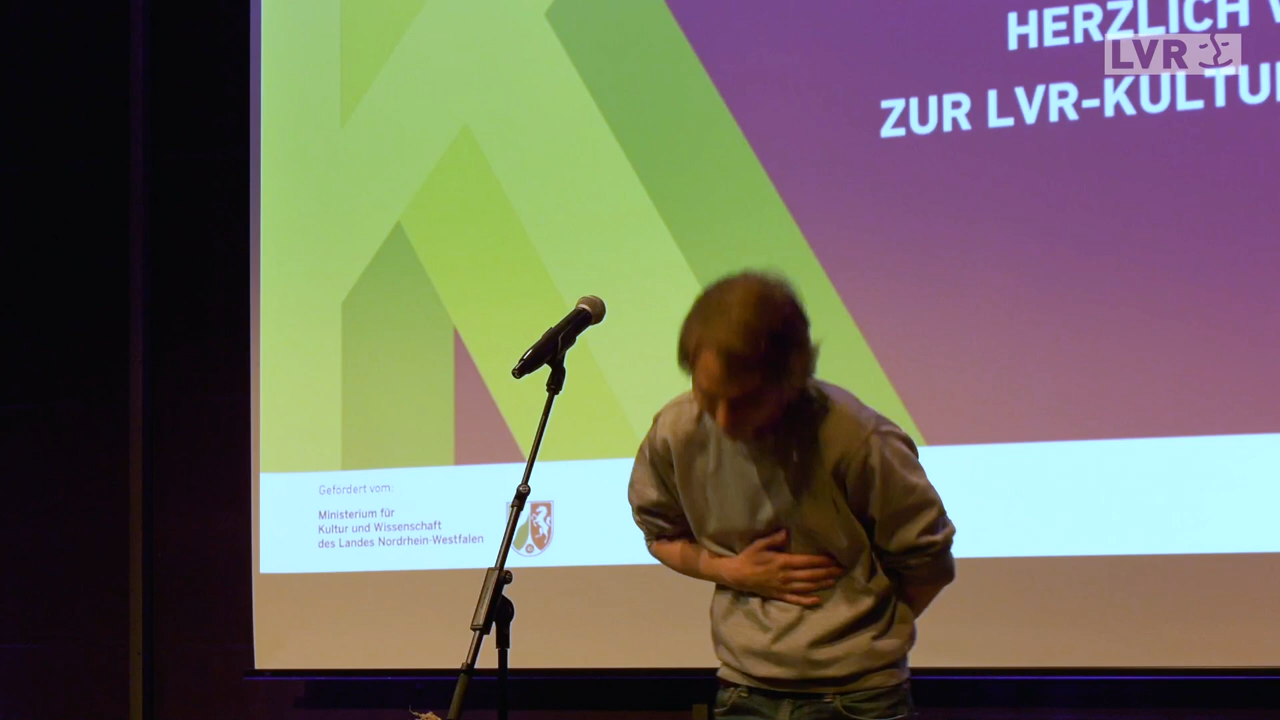 HERZLICH
LVR
ZUR LVR-KULTU
Gefördert vom:
Ministerium für
Kultur und Wissenschaft
des Landes Nordrhein-Westfalen